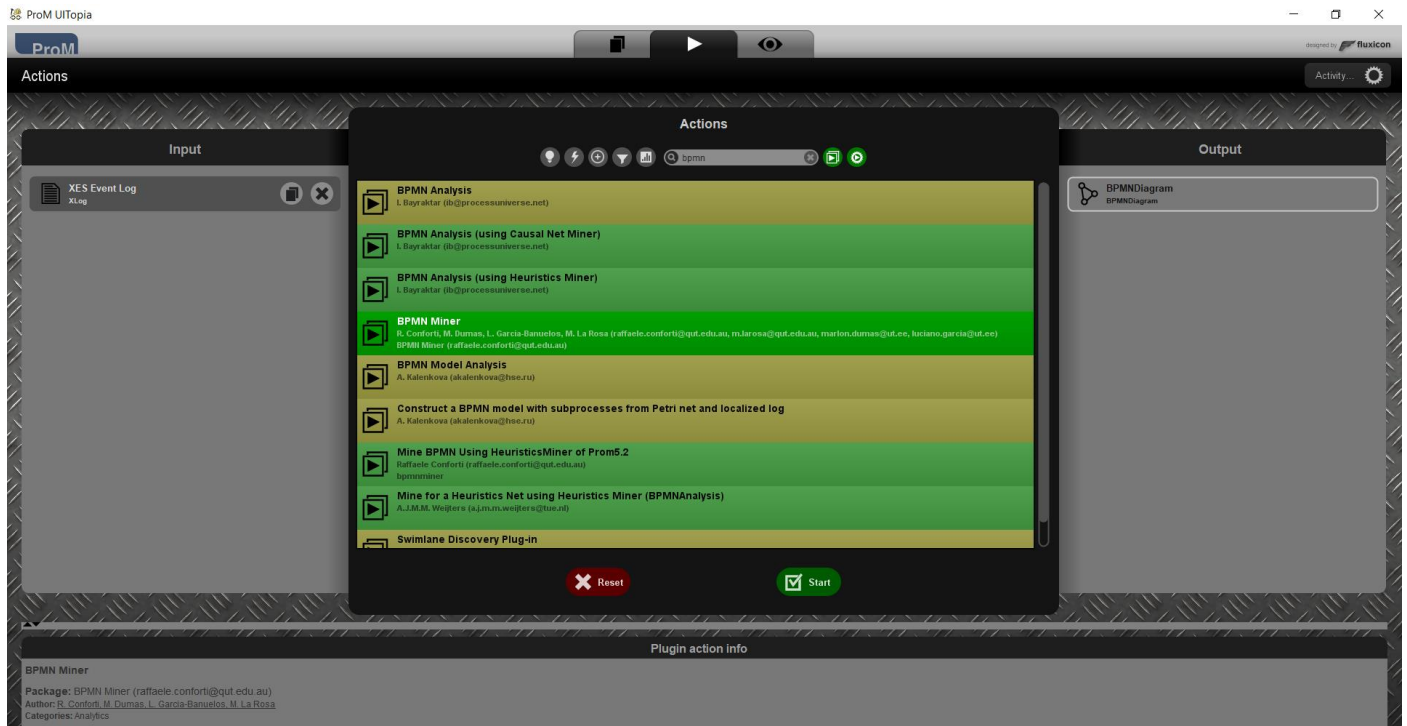 ProM UITopia
ProM
designed by fluxicon
Actions
Activity...
Input
XES Event Log
XLog
Actions
bpmn
BPMN Analysis
I. Bayraktar (ib@processuniverse.net)
BPMN Analysis (using Causal Net Miner)
I. Bayraktar (ib@processuniverse.net)
BPMN Analysis (using Heuristics Miner)
I. Bayraktar (ib@processuniverse.net)
BPMN Miner
R. Conforti, M. Dumas, L. Garcia-Banuelos, M. La Rosa (raffaele.conforti@qut.edu.au, m.larosa@qut.edu.au, marlon.dumas@ut.ee, luciano.garcia@ut.ee)
BPMN Miner (raffaele.conforti@qut.edu.au)
BPMN Model Analysis
A. Kalenkova (akalenkova@hse.ru)
Construct a BPMN model with subprocesses from Petri net and localized log
A. Kalenkova (akalenkova@hse.ru)
Mine BPMN Using HeuristicsMiner of Prom5.2
Raffaele Conforti (raffaele.conforti@qut.edu.au)
bpmnminer
Mine for a Heuristics Net using Heuristics Miner (BPMNAnalysis)
A.J.M.M. Weijters (a.j.m.m.weijters@tue.nl)
Swimlane Discovery Plug-in
Reset
Start
Output
BPMNDiagram
BPMNDiagram
Plugin action info
BPMN Miner
Package: BPMN Miner (raffaele.conforti@qut.edu.au)
Author: R. Conforti, M. Dumas, L. Garcia-Banuelos, M. La Rosa
Categories: Analytics